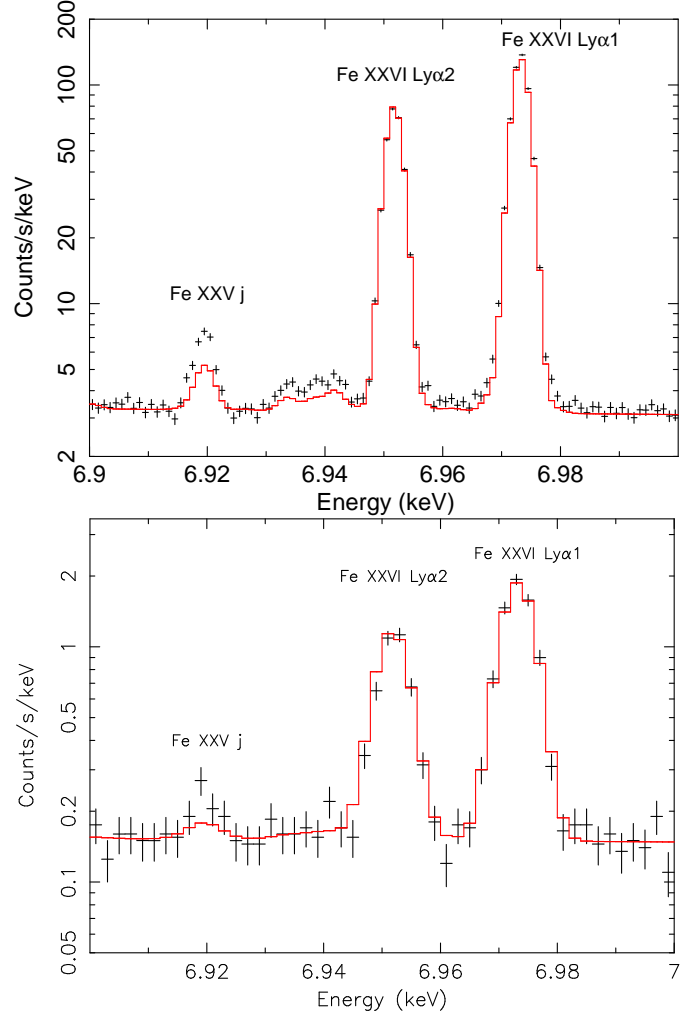 200
100
50
20
10
5
2
Counts/s/keV
Fe XXVI Lyα1
Fe XXVI Lyα2
Fe XXV j
6.9 6.92 6.94 6.96 6.98
Energy (keV)
2
1
0.5
0.2
0.1
0.05
Counts/s/keV
Fe XXVI Lyα1
Fe XXVI Lyα2
Fe XXV j
6.92 6.94 6.96 6.98 7
Energy (keV)